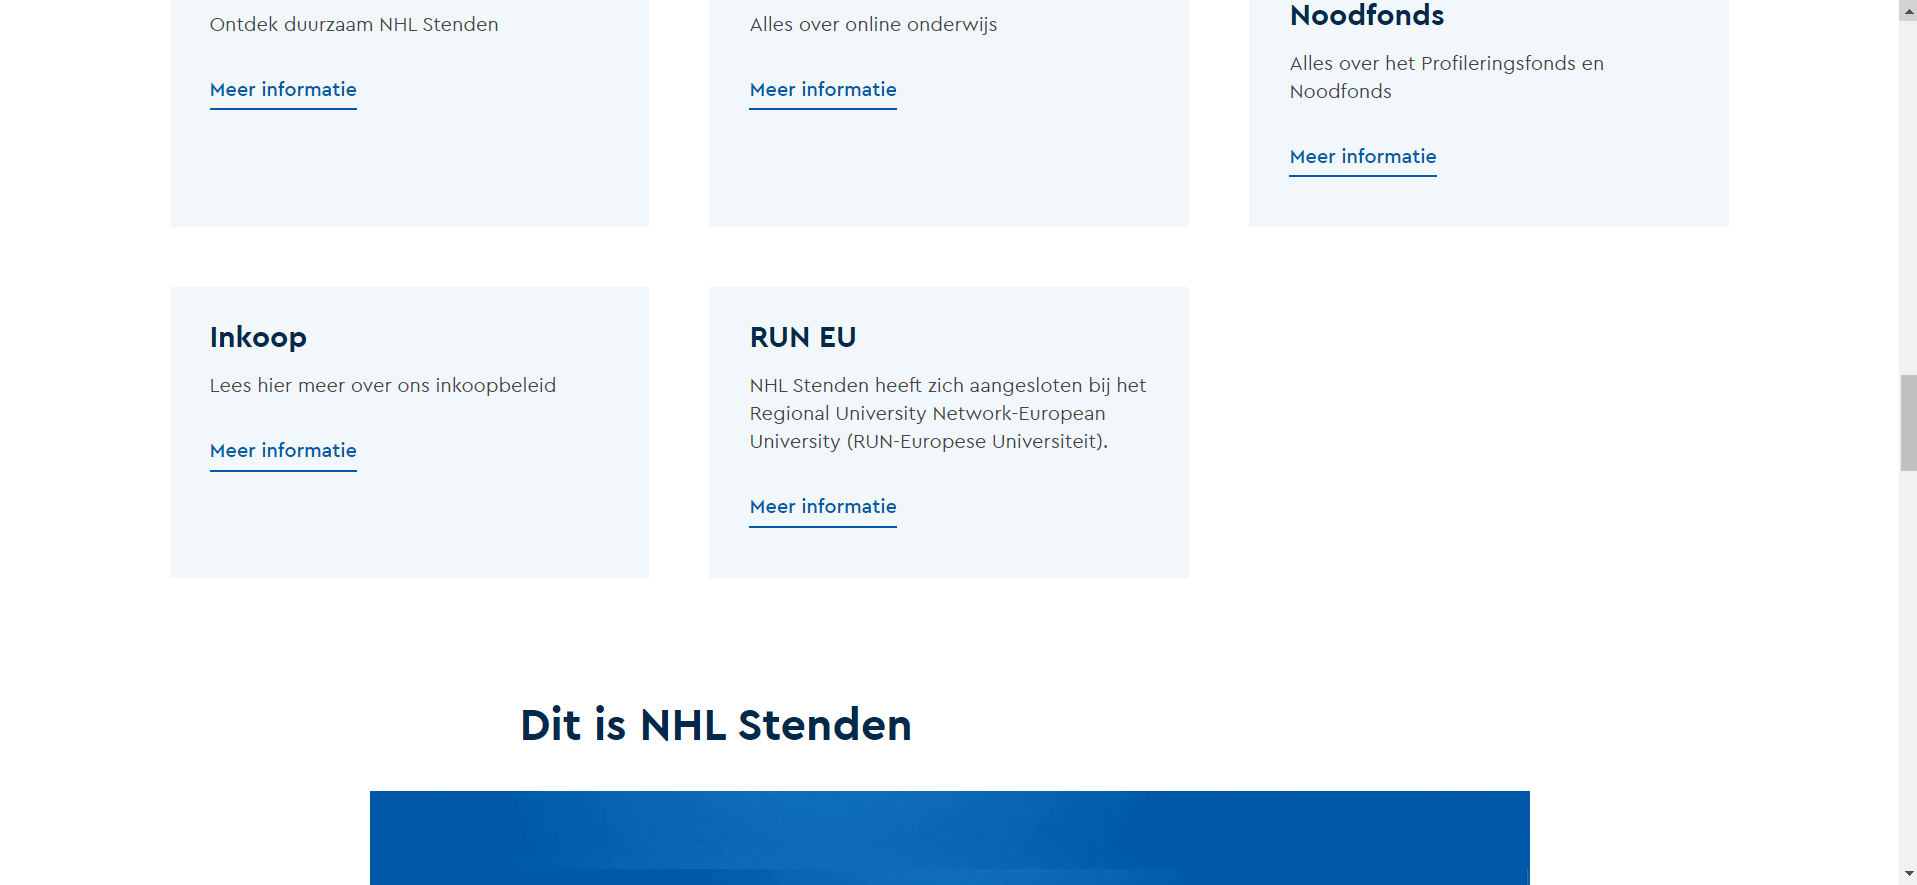 Ontdek duurzaam NHL Stenden
Meer informatie
Alles over online onderwijs
Meer informatie
Noodfonds
Alles over het Profileringsfonds en
Noodfonds
Meer informatie
Inkoop
Lees hier meer over ons inkoopbeleid
Meer informatie
RUN EU
NHL Stenden heeft zich aangesloten bij het
Regional University Network-European
University (RUN-Europese Universiteit).
Meer informatie
Dit is NHL Stenden